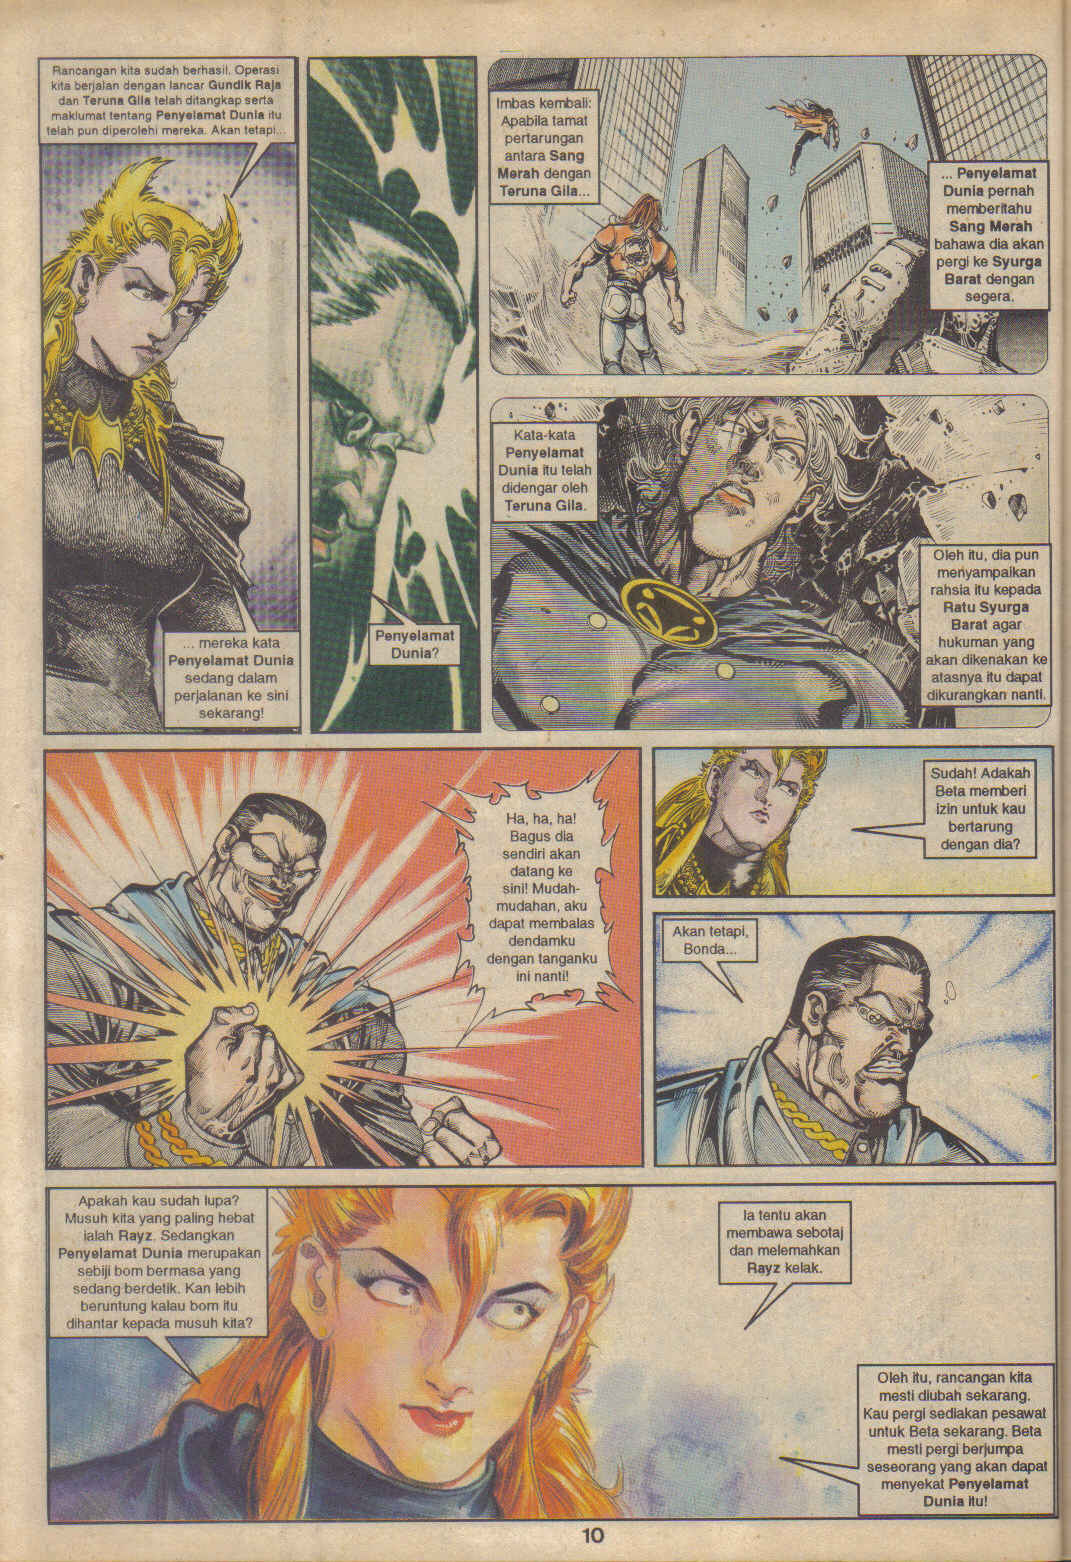 Rancangan kita sudah berhasil. Operasi
kita berjalan dengan lancar Gundik Raja
dan Teruna Gila telah ditangkap serta
maklumat tentang Penyelamat Dunia itu
telah pun diperolehi mereka. Akan tetapi...
... mereka kata
Penyelamat Dunia
sedang dalam
perjalanan ke sini
sekarang!
Penyelamat
Dunia?
Imbas kembali:
Apabila tamat
pertarungan
antara Sang
Merah dengan
Teruna Gila...
... Penyelamat
Dunia pernah
memberitahu
Sang Merah
bahawa dia akan
pergi ke Syurga
Barat dengan
segera.
Kata-kata
Penyelamat
Dunia itu telah
didengar oleh
Teruna Gila.
Oleh itu, dia pun
menyampaikan
rahsia itu kepada
Ratu Syurga
Barat agar
hukuman yang
akan dikenakan ke
atasnya itu dapat
dikurangkan nanti.
Ha, ha, ha!
Bagus dia
sendiri akan
datang ke
sini! Mudah-
mudahan, aku
dapat membalas
dendamku
dengan tanganku
ini nanti!
Sudah! Adakah
Beta memberi
izin untuk kau
bertarung
dengan dia?
Akan tetapi,
Bonda...
Apakah kau sudah lupa?
Musuh kita yang paling hebat
ialah Rayz. Sedangkan
Penyelamat Dunia merupakan
sebiji bom bermasa yang
sedang berdetik. Kan lebih
beruntung kalau bom itu
dihantar kepada musuh kita?
Ia tentu akan
membawa sebotaj
dan melemahkan
Rayz kelak.
Oleh itu, rancangan kita
mesti diubah sekarang.
Kau pergi sediakan pesawat
untuk Beta sekarang. Beta
mesti pergi berjumpa
seseorang yang akan dapat
menyekat Penyelamat
Dunia itu!
10